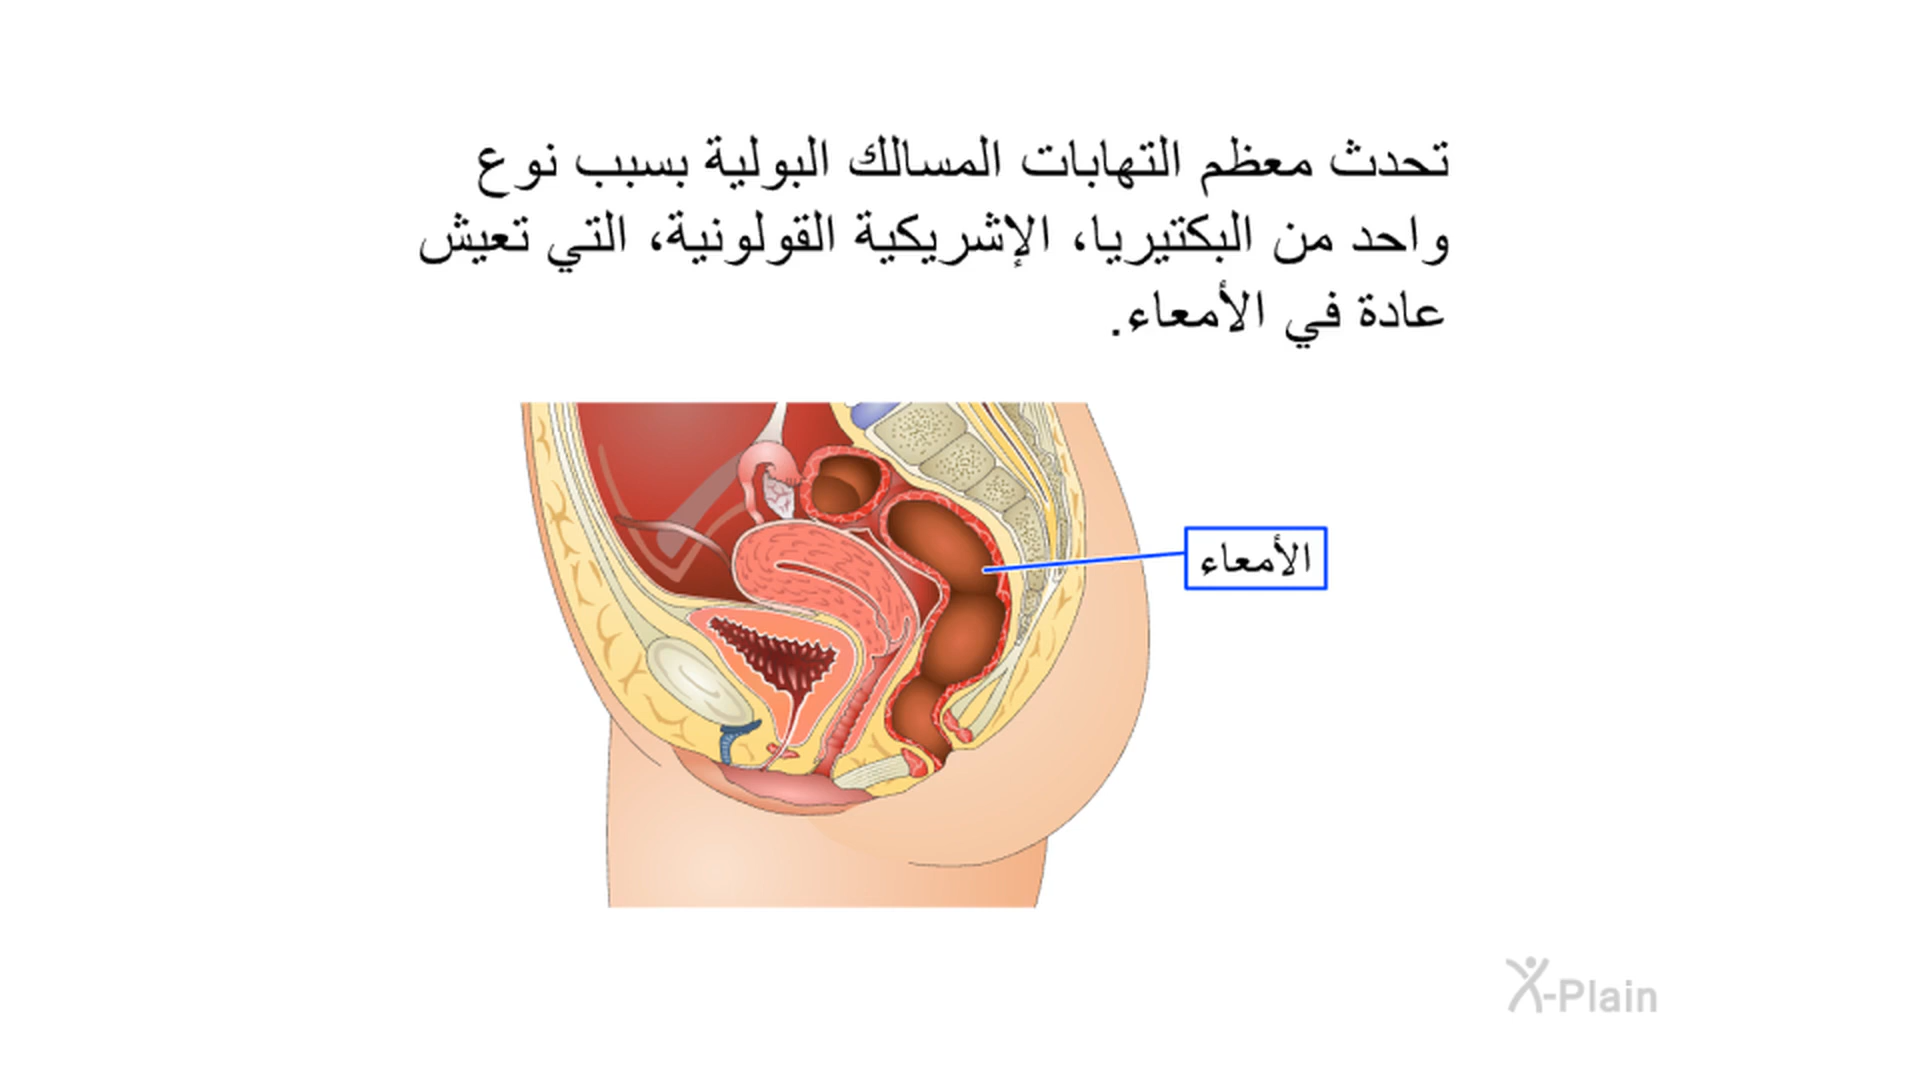 تحدث معظم التهابات المسالك البولية بسبب نوع
واحد من البكتيريا، الإشريكية القولونية، التي تعيش
عادة في الأمعاء.
الأمعاء
X-Plain